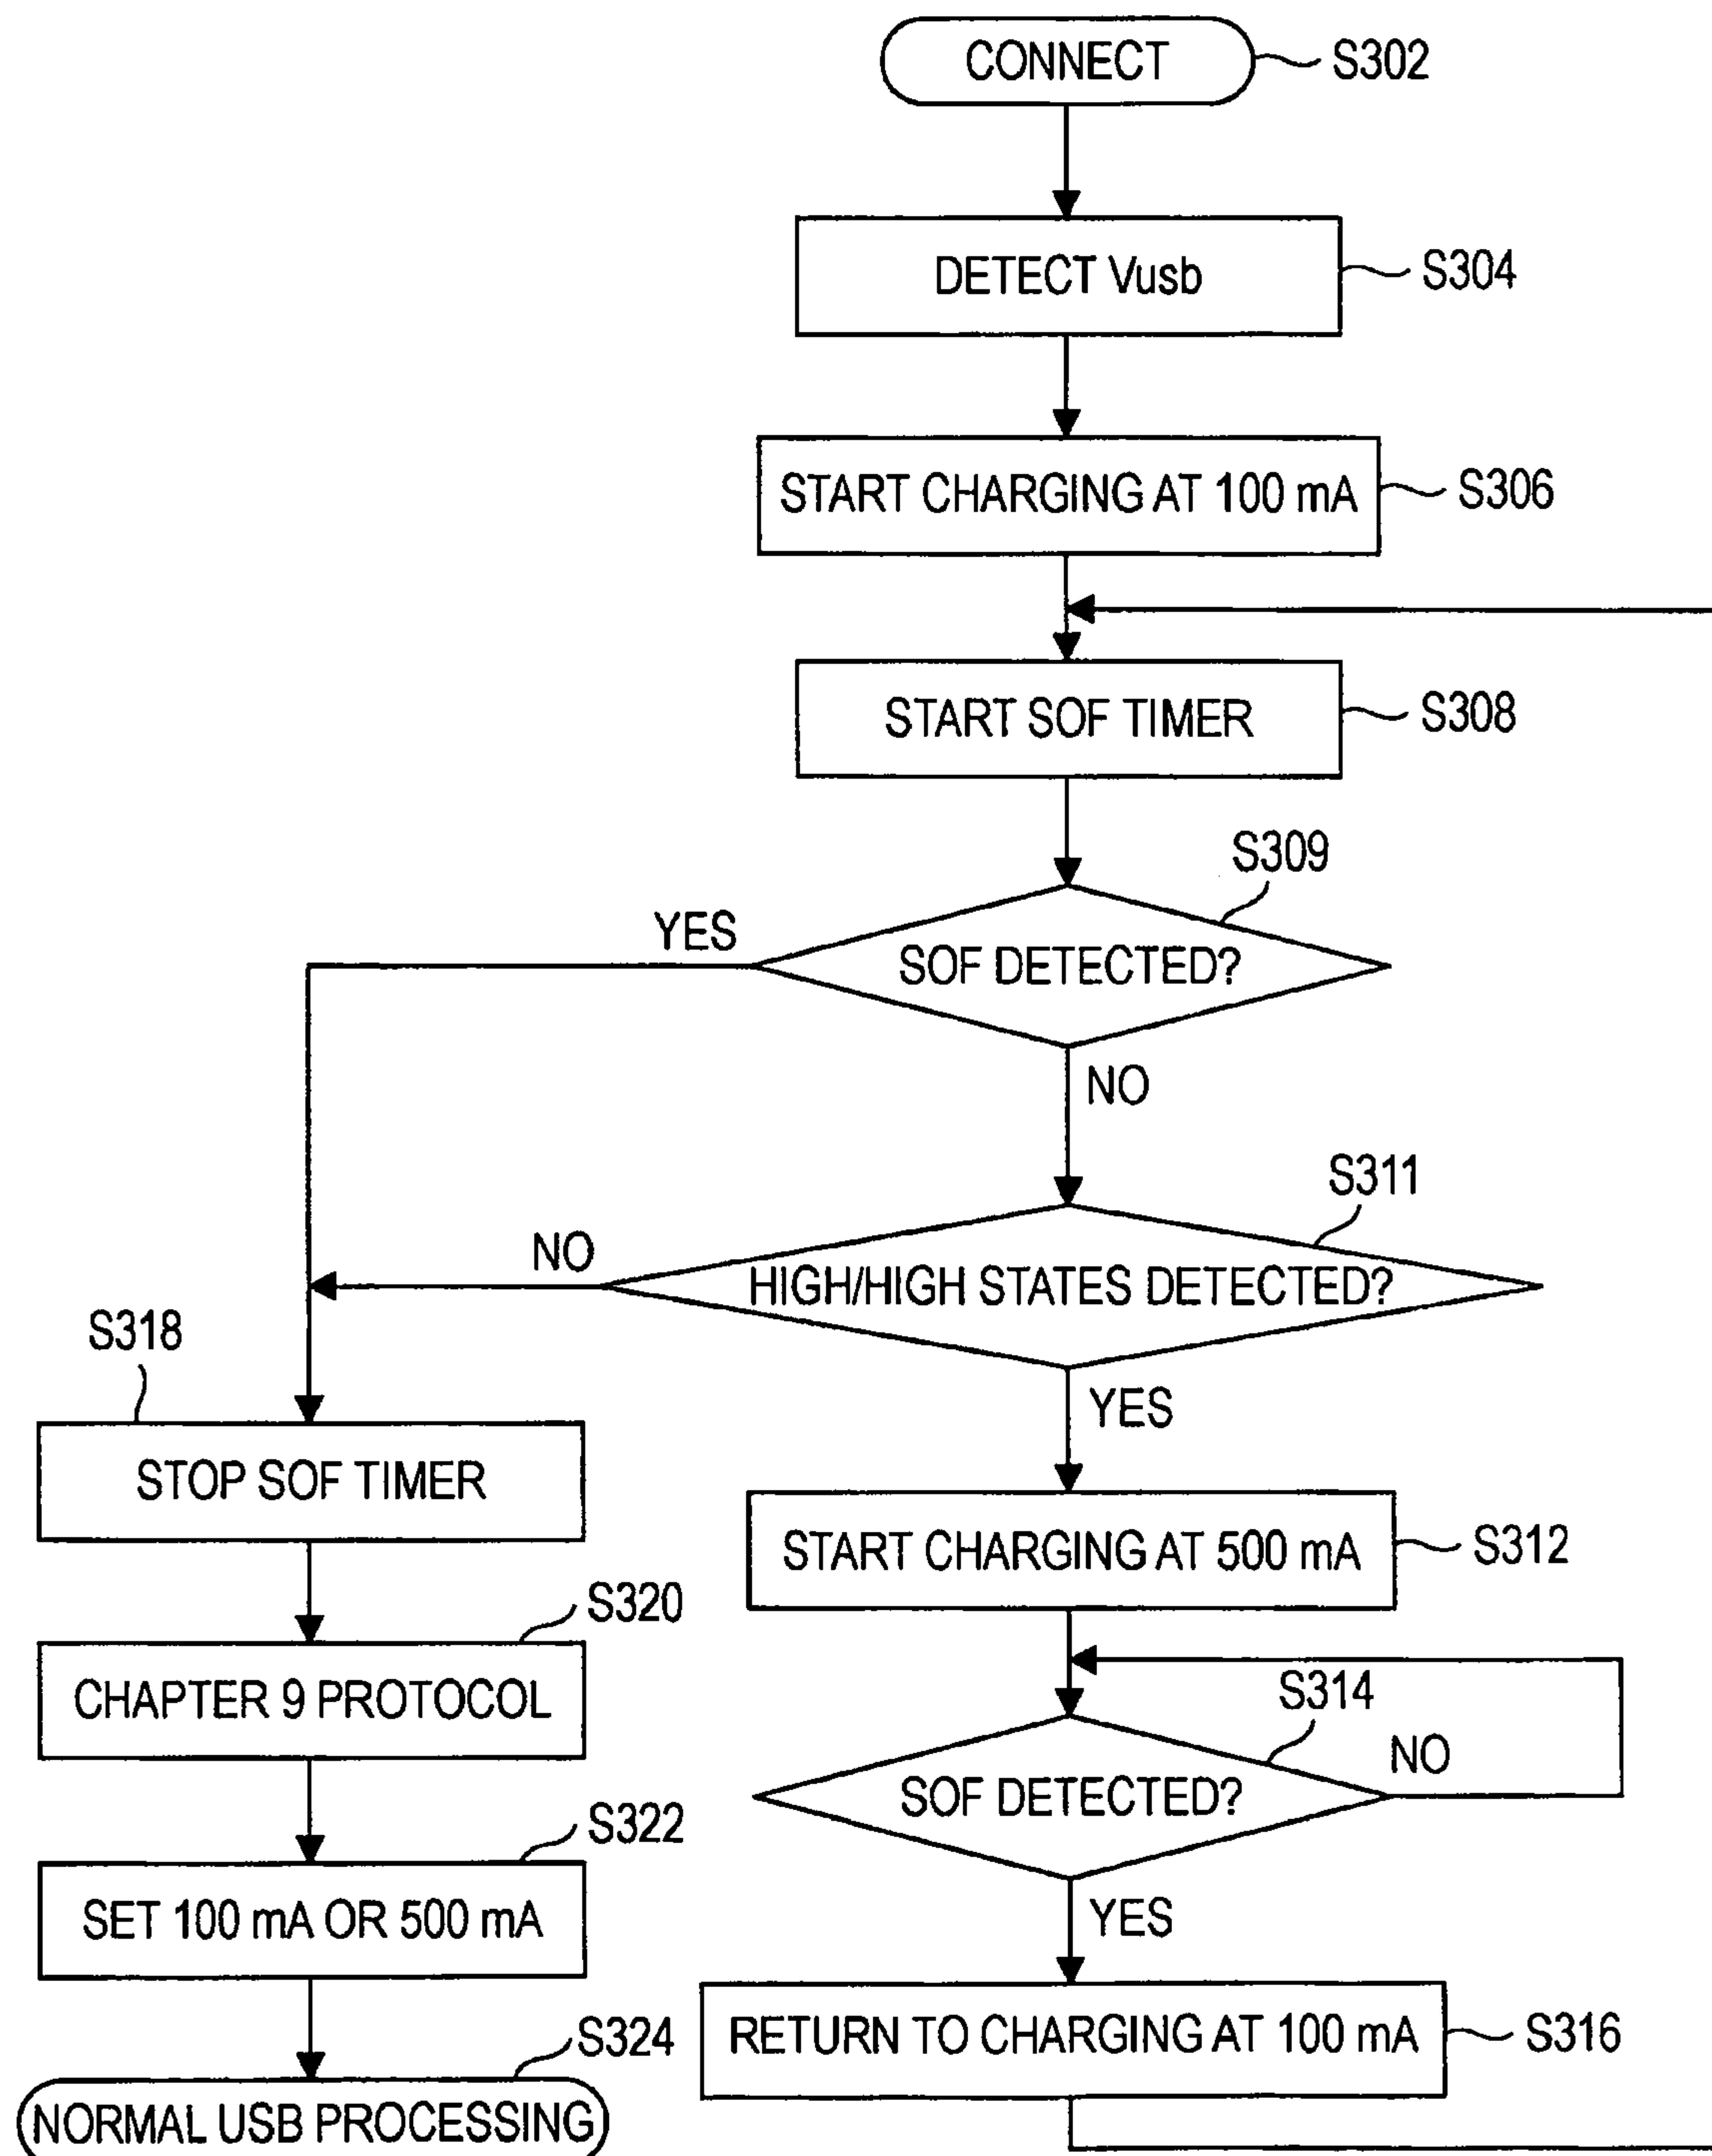 CONNECT
S302
DETECT Vusb
S304
START CHARGING AT 100 mA
S306
START SOF TIMER
S308
S309
YES
SOF DETECTED?
NO
S311
NO
HIGH/HIGH STATES DETECTED?
YES
S318
STOP SOF TIMER
START CHARGING AT 500 mA
S312
S320
CHAPTER 9 PROTOCOL
S314
NO
SOF DETECTED?
S322
SET 100 mA OR 500 mA
YES
RETURN TO CHARGING AT 100 mA
S316
S324
NORMAL USB PROCESSING